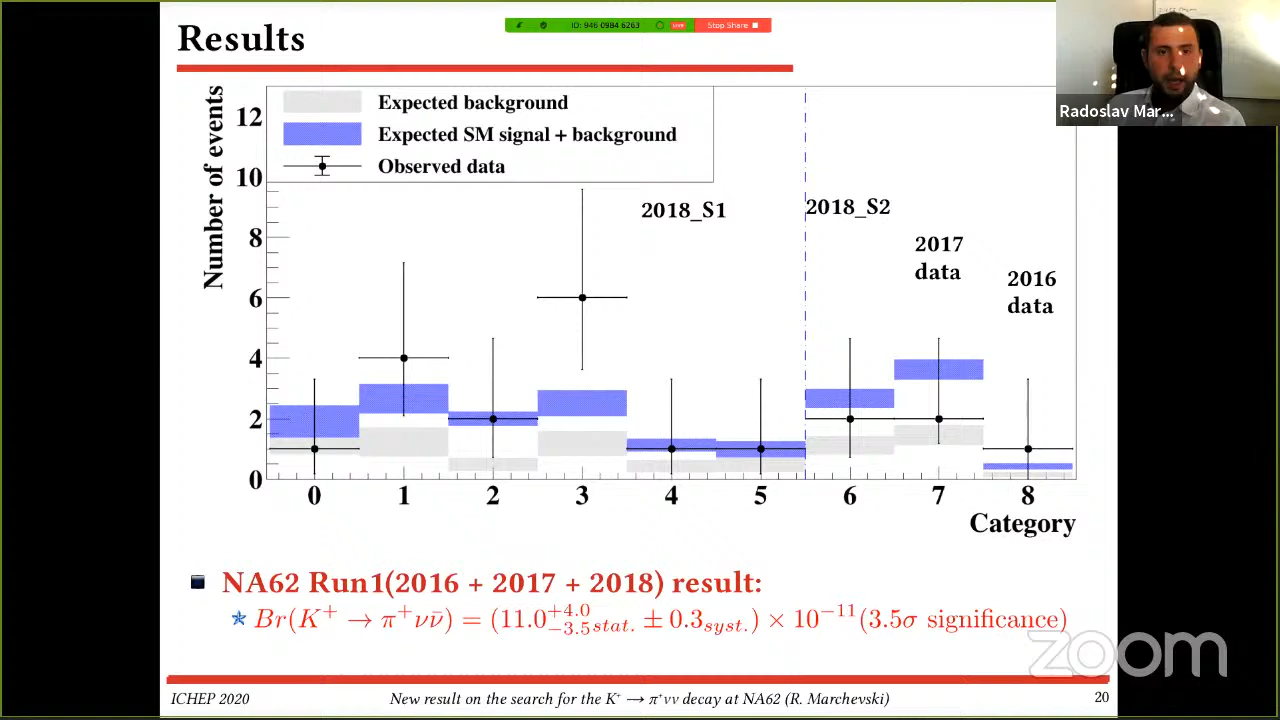 ID: 946 0984 6263 LIVE Stop Share
Results
Radoslav Mar...
Number of events
Expected background
Expected SM signal + background
Observed data
12
10
8
6
4
2
0
2018_S1
2018_S2
2017
data
2016
data
0 1 2 3 4 5 6 7 8
Category
NA62 Run1(2016 + 2017 + 2018) result:
Br(K⁺ → π⁺νν̄) = (11.0 +4.0 −3.5 stat. ± 0.3 syst.) × 10⁻¹¹(3.5σ significance)
zoom
ICHEP 2020 New result on the search for the K⁺ → π⁺νν decay at NA62 (R. Marchevski) 20